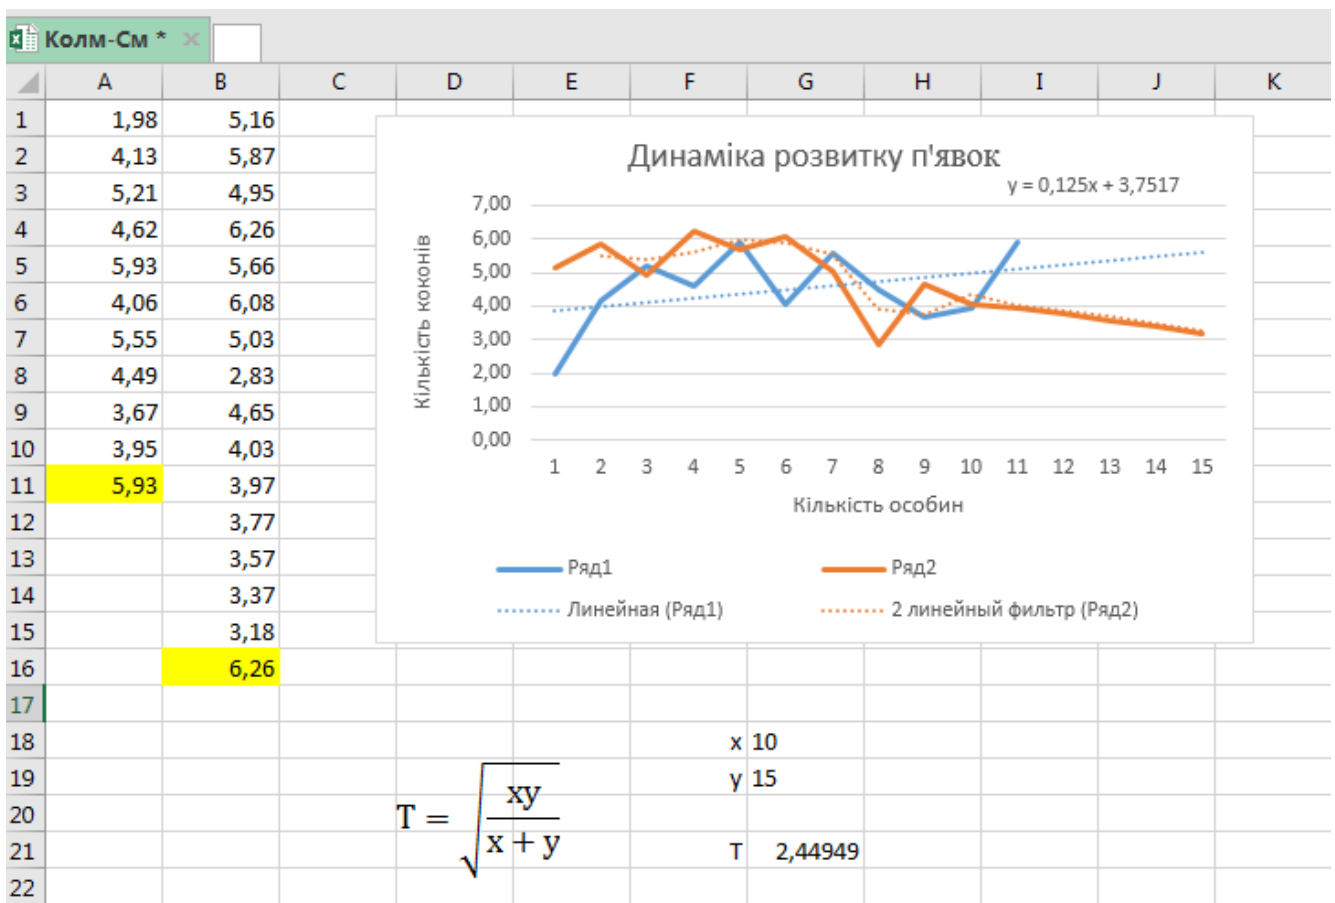 Колм-См *
A B C D E F G H I J K
1 1,98 5,16
2 4,13 5,87
3 5,21 4,95
4 4,62 6,26
5 5,93 5,66
6 4,06 6,08
7 5,55 5,03
8 4,49 2,83
9 3,67 4,65
10 3,95 4,03
11 5,93 3,97
12 3,77
13 3,57
14 3,37
15 3,18
16 6,26
17
18 x 10
19 y 15
20
21 T 2,44949
22
Динаміка розвитку п'явок
y = 0,125x + 3,7517
Кількість коконів
7,00
6,00
5,00
4,00
3,00
2,00
1,00
0,00
1 2 3 4 5 6 7 8 9 10 11 12 13 14 15
Кількість особин
Ряд1 Ряд2
Линейная (Ряд1) 2 линейный фильтр (Ряд2)
T = √
xy
x + y